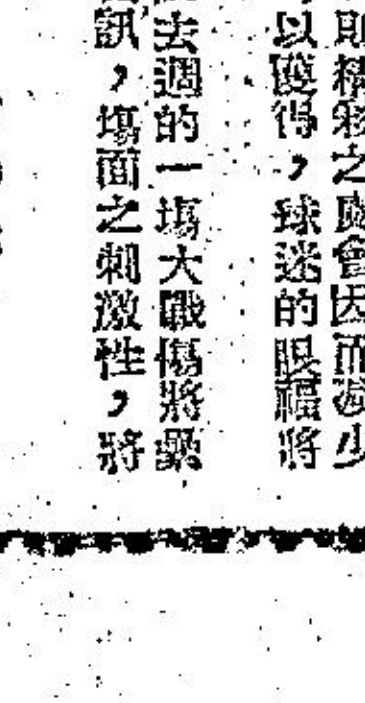 則精彩之處會因而減少
以獲得，球迷的眼福將
去週的一場大戰傷將纍
訊，場面之刺激性，將